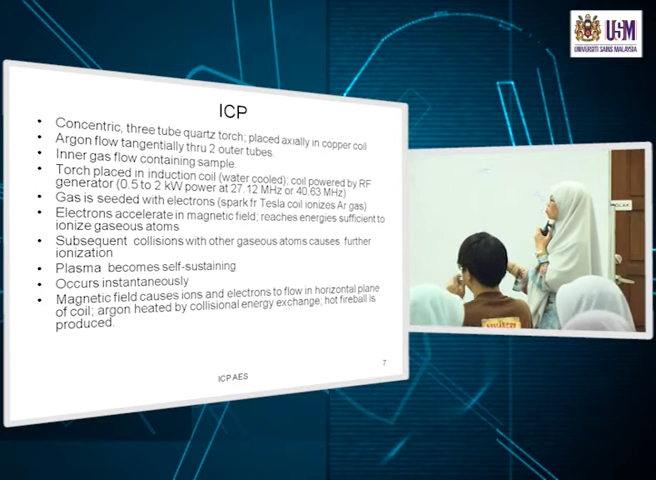 USM
UNIVERSITI SAINS MALAYSIA
ICP
• Concentric, three tube quartz torch; placed axially in copper coil
• Argon flow tangentially thru 2 outer tubes.
• Inner gas flow containing sample.
• Torch placed in induction coil (water cooled); coil powered by RF
generator (0.5 to 2 kW power at 27.12 MHz or 40.63 MHz)
• Gas is seeded with electrons (spark fr Tesla coil ionizes Ar gas)
• Electrons accelerate in magnetic field; reaches energies sufficient to
ionize gaseous atoms
• Subsequent collisions with other gaseous atoms causes further
ionization
• Plasma becomes self-sustaining
• Occurs instantaneously
• Magnetic field causes ions and electrons to flow in horizontal plane
of coil; argon heated by collisional energy exchange; hot fireball is
produced.
7
ICP AES